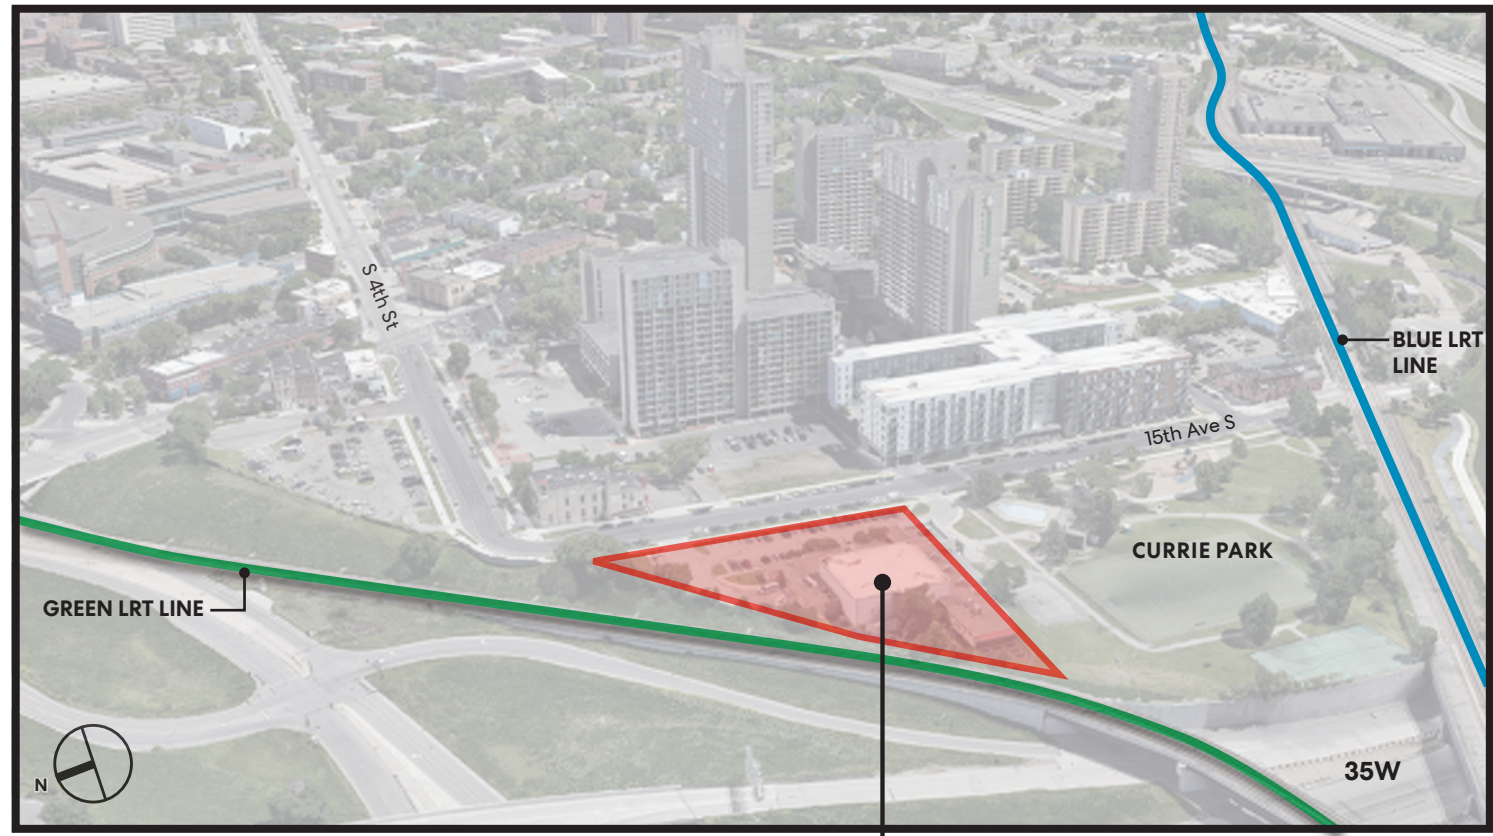 S 4th St
BLUE LRT
LINE
15th Ave S
CURRIE PARK
GREEN LRT LINE
35W
N